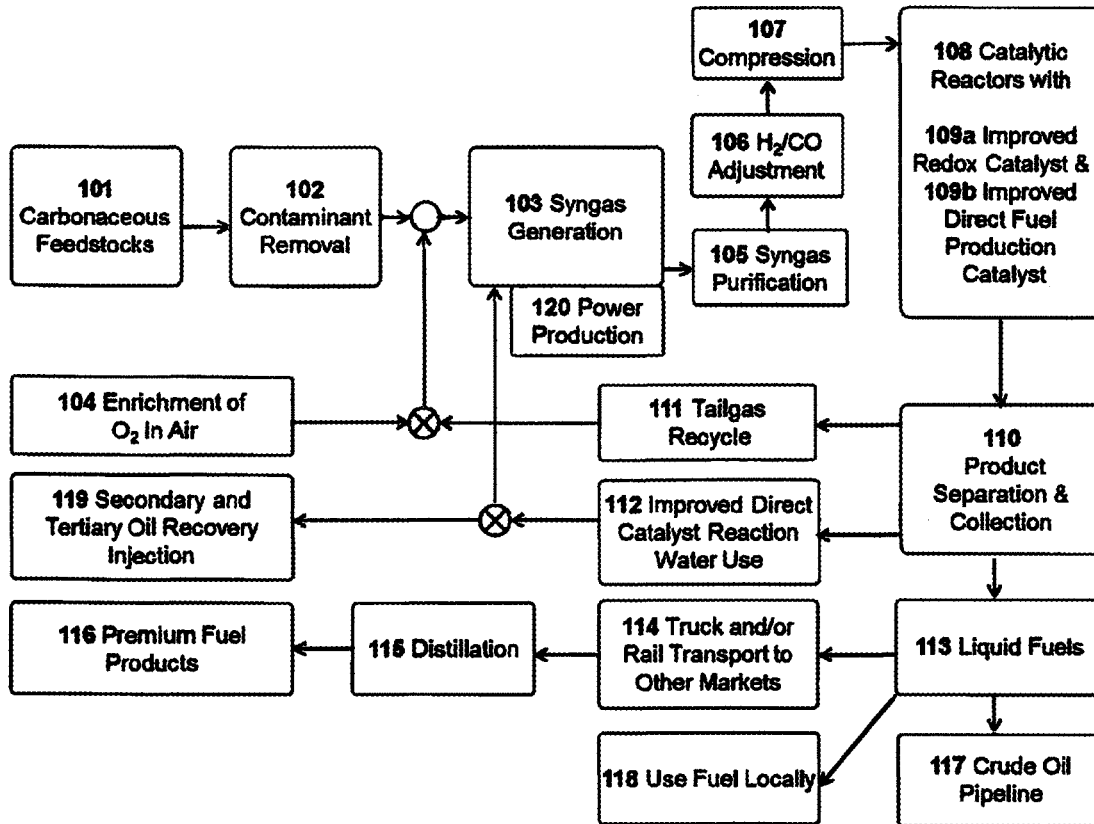 107
Compression
108 Catalytic
Reactors with
109a Improved
Redox Catalyst &
109b Improved
Direct Fuel
Production
Catalyst
106 H₂/CO
Adjustment
101
Carbonaceous
Feedstocks
102
Contaminant
Removal
103 Syngas
Generation
105 Syngas
Purification
120 Power
Production
104 Enrichment of
O₂ in Air
111 Tailgas
Recycle
110
Product
Separation &
Collection
119 Secondary and
Tertiary Oil Recovery
Injection
112 Improved Direct
Catalyst Reaction
Water Use
116 Premium Fuel
Products
115 Distillation
114 Truck and/or
Rail Transport to
Other Markets
113 Liquid Fuels
118 Use Fuel Locally
117 Crude Oil
Pipeline